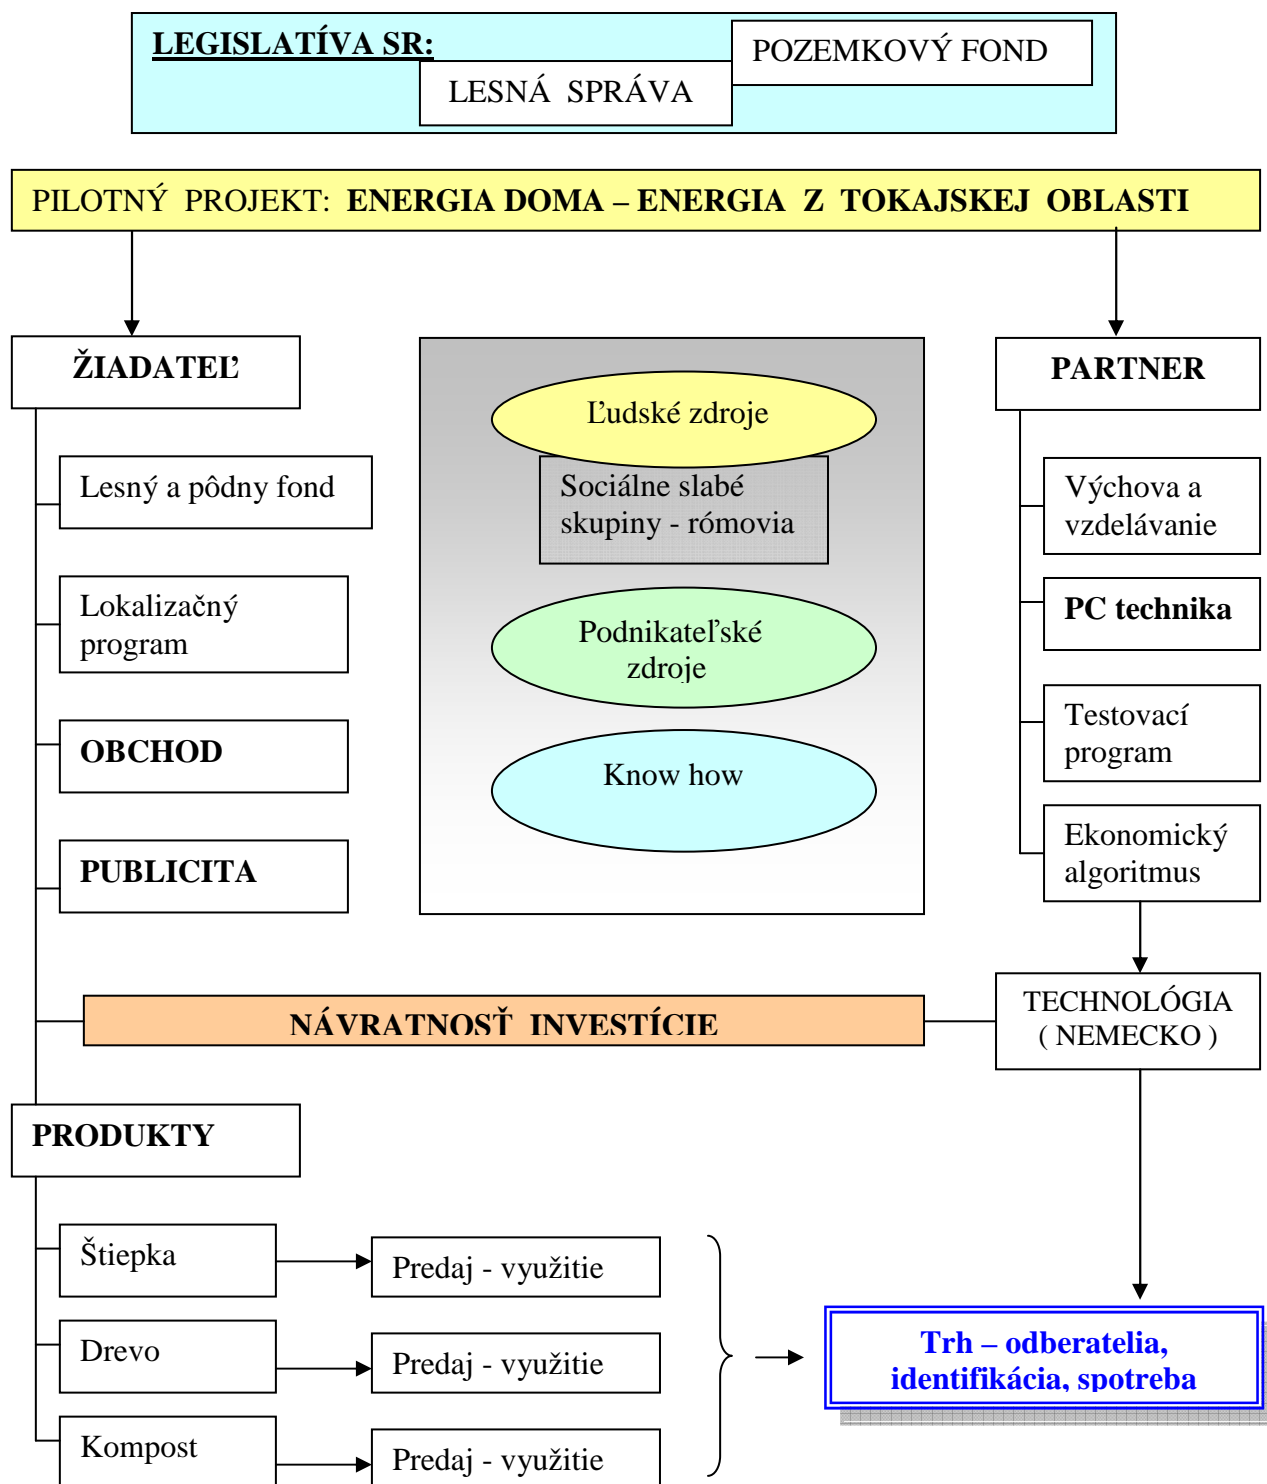 LEGISLATÍVA SR:
POZEMKOVÝ FOND
LESNÁ SPRÁVA
PILOTNÝ PROJEKT: ENERGIA DOMA – ENERGIA Z TOKAJSKEJ OBLASTI
ŽIADATEĽ
PARTNER
Ľudské zdroje
Sociálne slabé
skupiny - rómovia
Podnikateľské
zdroje
Know how
Lesný a pôdny fond
Lokalizačný
program
OBCHOD
PUBLICITA
Výchova a
vzdelávanie
PC technika
Testovací
program
Ekonomický
algoritmus
NÁVRATNOSŤ INVESTÍCIE
TECHNOLÓGIA
( NEMECKO )
PRODUKTY
Štiepka
Predaj - využitie
Drevo
Predaj - využitie
Kompost
Predaj - využitie
Trh – odberatelia,
identifikácia, spotreba